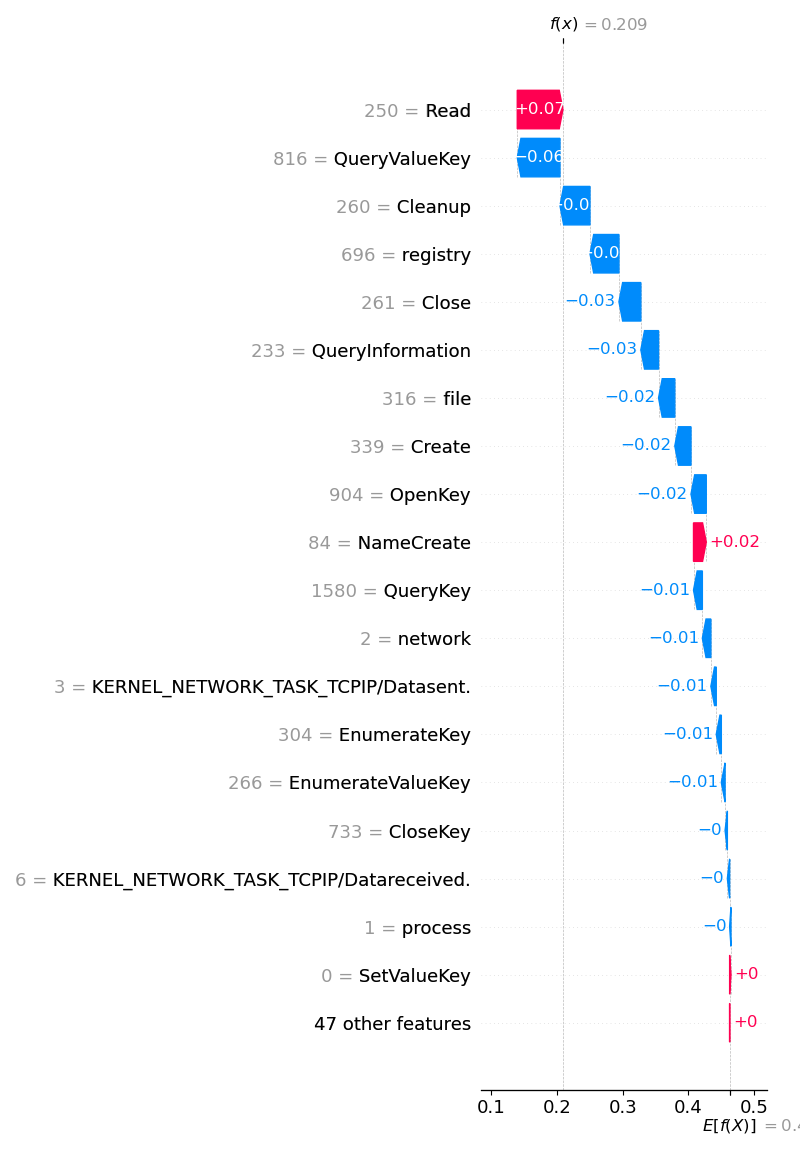 f(x) = 0.209
250 = Read
+0.07
816 = QueryValueKey
−0.06
260 = Cleanup
696 = registry
261 = Close
−0.03
233 = QueryInformation
−0.03
316 = file
−0.02
339 = Create
−0.02
904 = OpenKey
−0.02
84 = NameCreate
+0.02
1580 = QueryKey
−0.01
2 = network
−0.01
3 = KERNEL_NETWORK_TASK_TCPIP/Datasent.
−0.01
304 = EnumerateKey
−0.01
266 = EnumerateValueKey
−0.01
733 = CloseKey
−0
6 = KERNEL_NETWORK_TASK_TCPIP/Datareceived.
−0
1 = process
−0
0 = SetValueKey
+0
47 other features
+0
0.1 0.2 0.3 0.4 0.5
E[f(X)] = 0.4